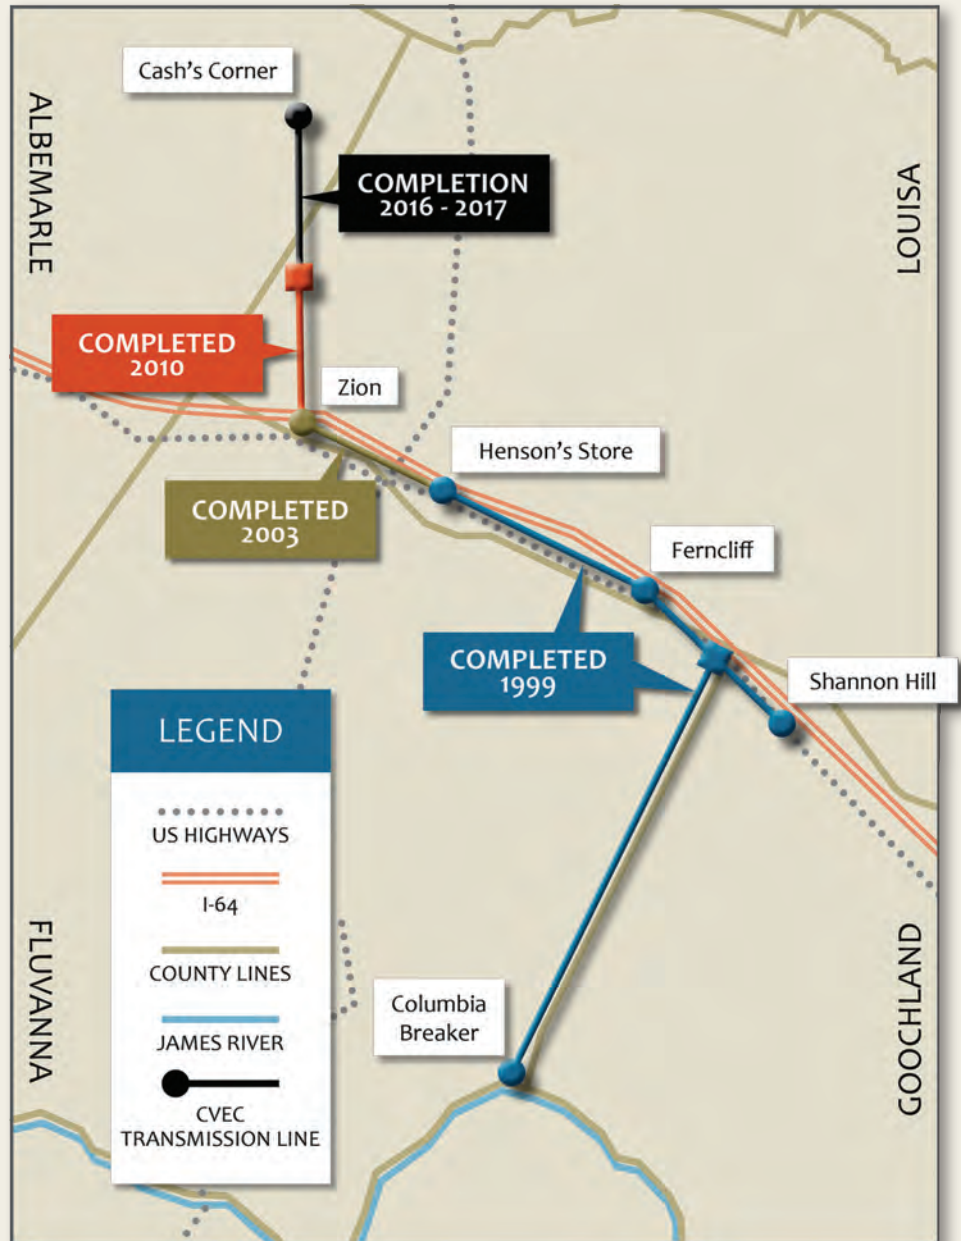 Cash's Corner
ALBEMARLE
COMPLETION
2016 - 2017
LOUISA
COMPLETED
2010
Zion
Henson's Store
COMPLETED
2003
Ferncliff
COMPLETED
1999
Shannon Hill
LEGEND
US HIGHWAYS
I-64
COUNTY LINES
JAMES RIVER
CVEC
TRANSMISSION LINE
FLUVANNA
Columbia
Breaker
GOOCHLAND